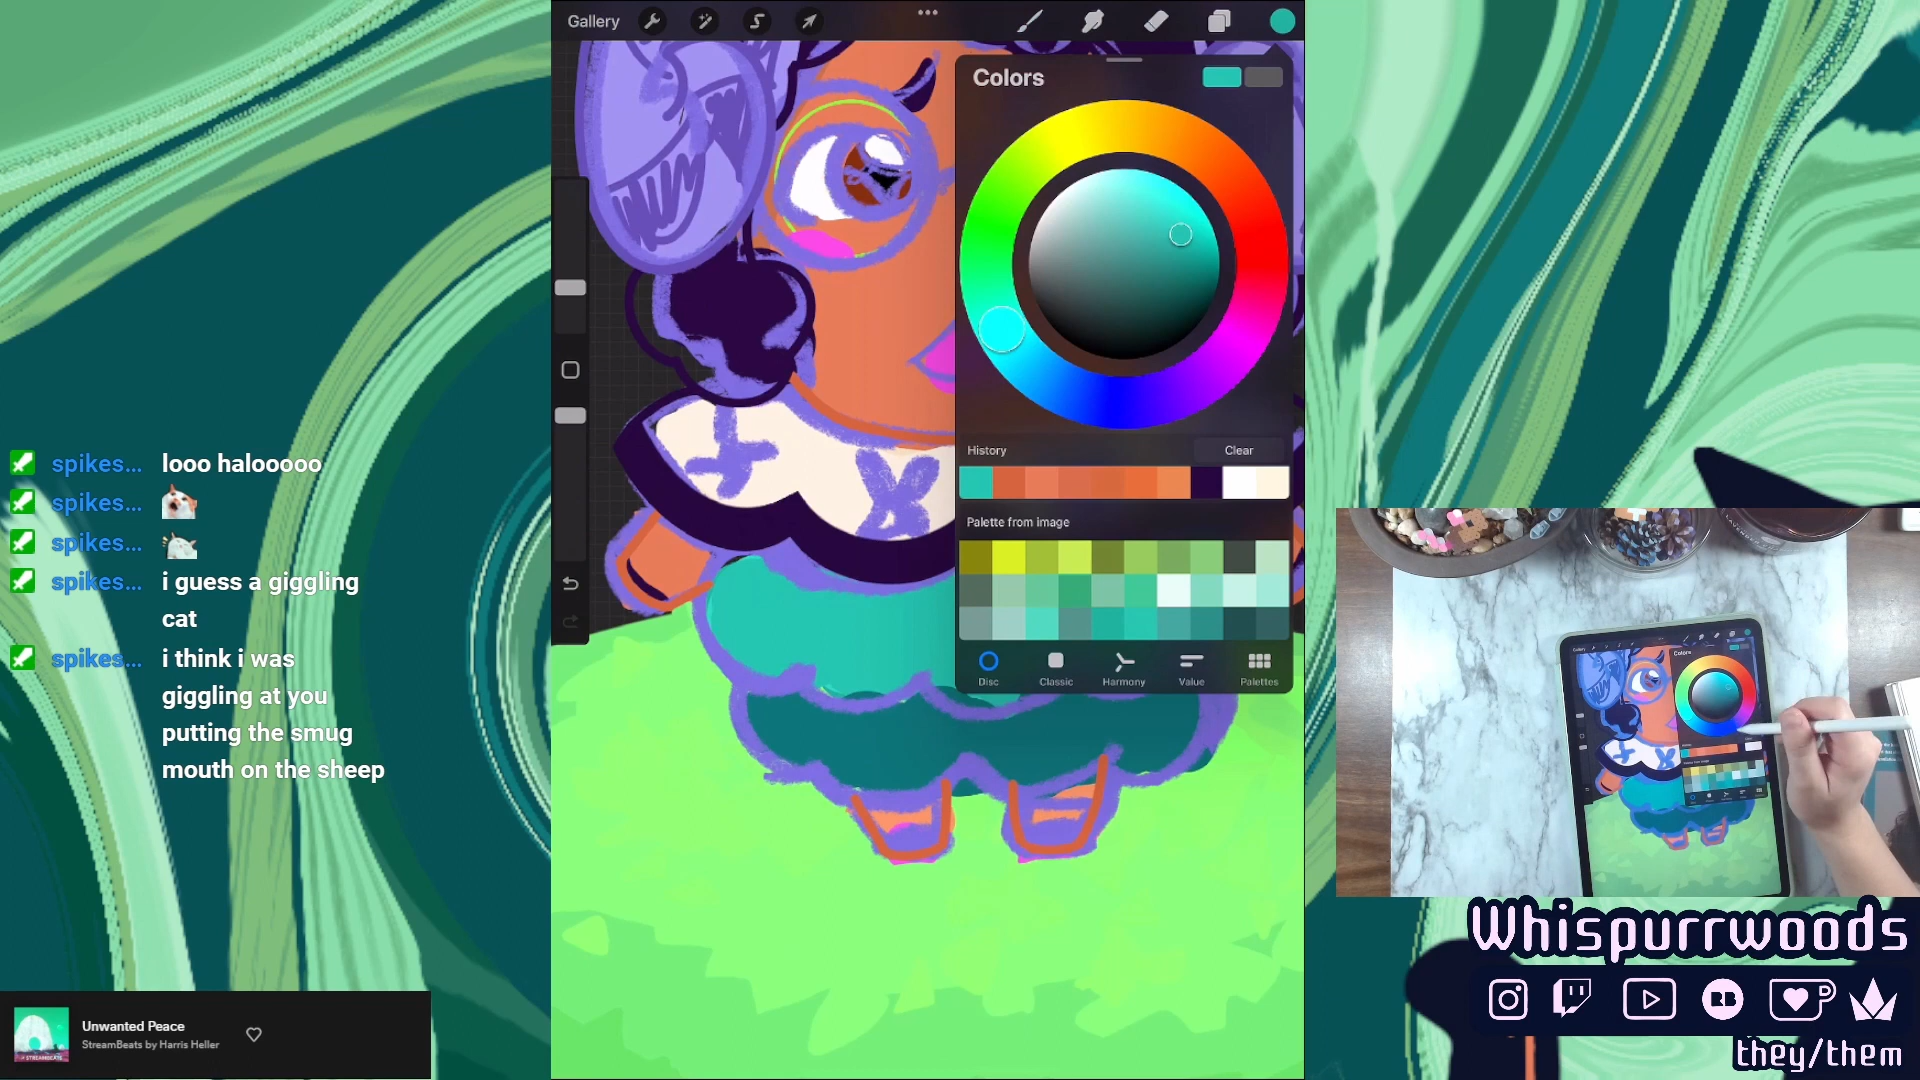 Gallery
Colors
History
Clear
Palette from image
Disc
Classic
Harmony
Value
Palettes
spikes... looo halooooo
spikes...
spikes...
spikes... i guess a giggling
cat
spikes... i think i was
giggling at you
putting the smug
mouth on the sheep
Unwanted Peace
StreamBeats by Harris Heller
STREAMBEATS
Whispurrwoods
RB
they/them